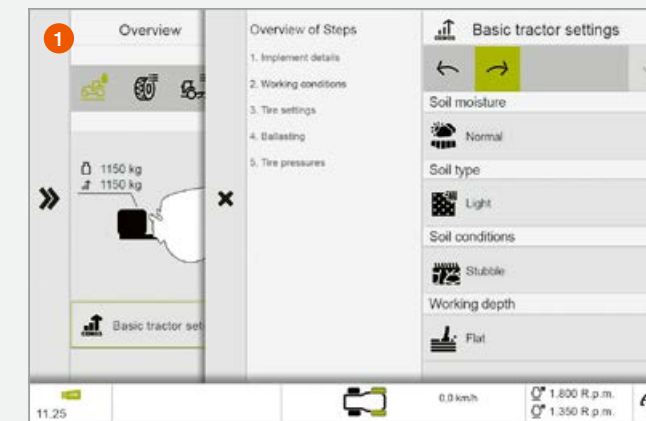 1
Overview
1150 kg
1150 kg
Basic tractor set
Overview of Steps
1. Implement details
2. Working conditions
3. Tire settings
4. Ballasting
5. Tire pressures
Basic tractor settings
Soil moisture
Normal
Soil type
Light
Soil conditions
Stubble
Working depth
Flat
11.25
0,0 km/h
1.800 R.p.m.
1.350 R.p.m.